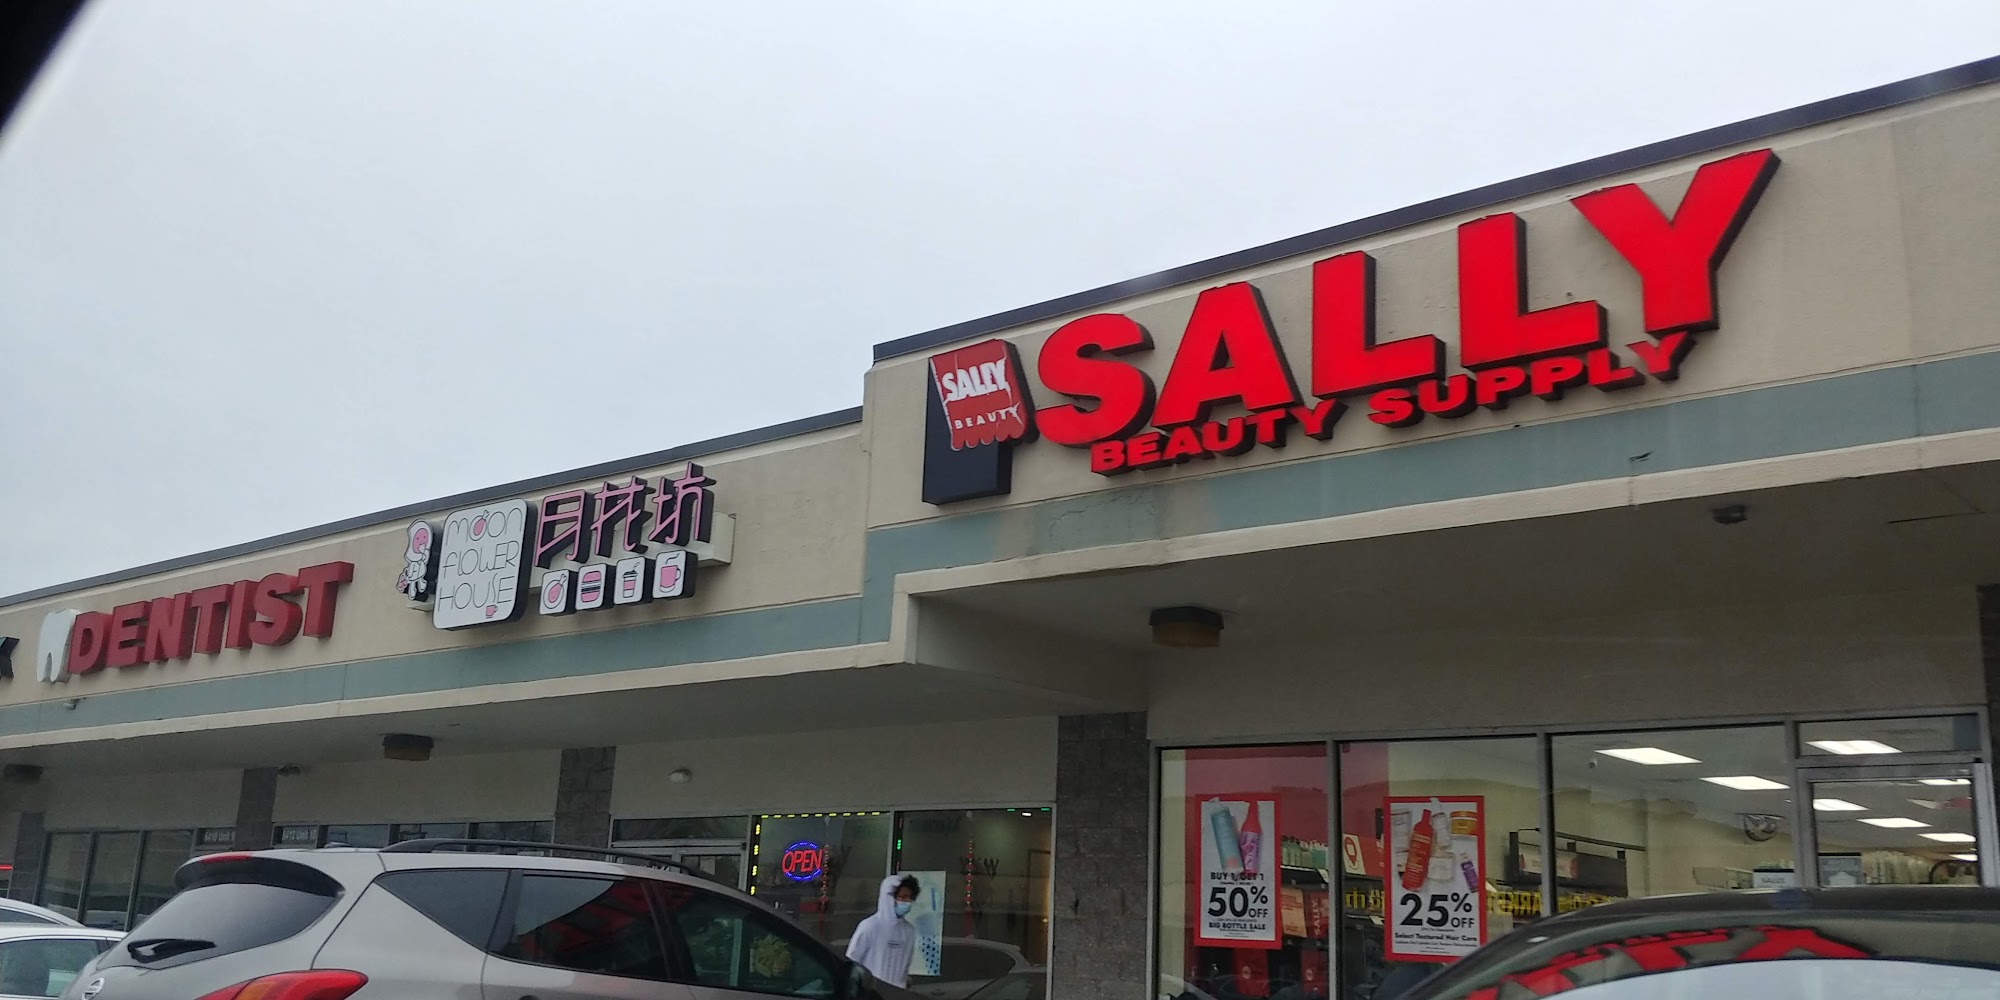 DENTIST
MOON
FLOWER
HOUSE
月花坊
SALLY
BEAUTY
SALLY
BEAUTY SUPPLY
OPEN
BUY 1, GET 1
50% OFF
BIG BOTTLE SALE
25% OFF
Select Textured Hair Care